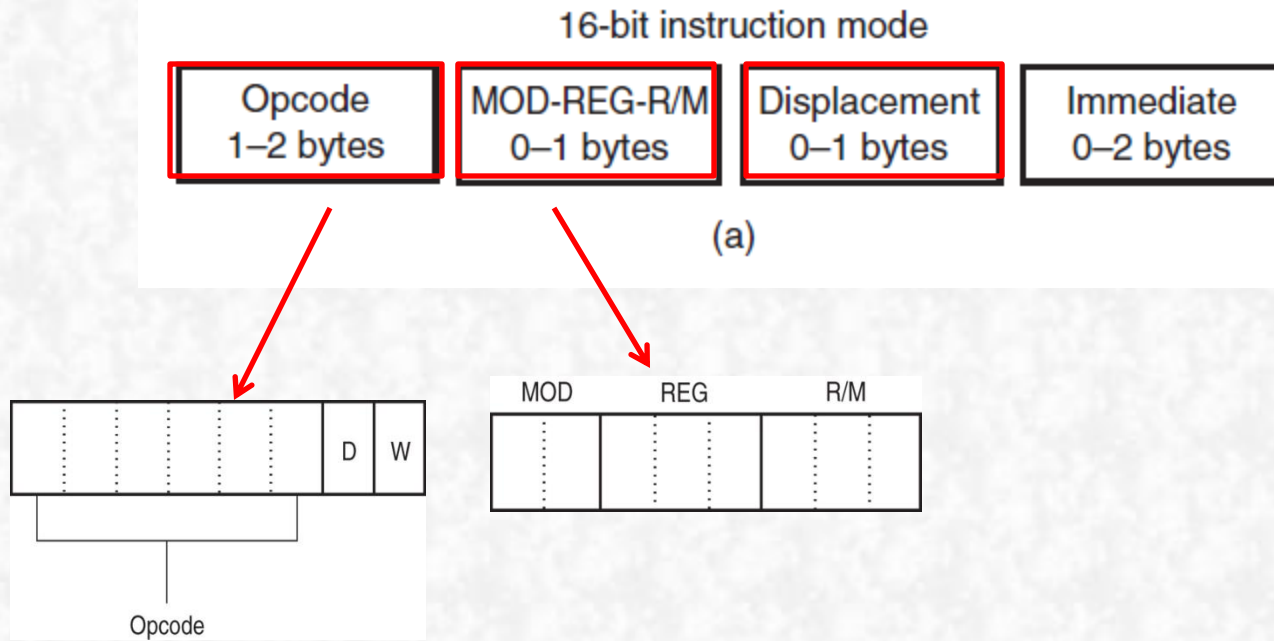 16-bit instruction mode
Opcode
1–2 bytes
MOD-REG-R/M
0–1 bytes
Displacement
0–1 bytes
Immediate
0–2 bytes
(a)
D
W
Opcode
MOD
REG
R/M